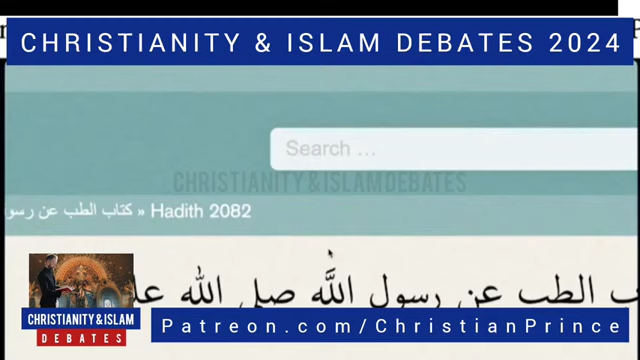 CHRISTIANITY & ISLAM DEBATES 2024
Search ...
CHRISTIANITY & ISLAM DEBATES
كتاب الطب عن رسو » Hadith 2082
الطب عن رسول الله صلى الله
CHRISTIANITY & ISLAM
DEBATES
Patreon.com/ChristianPrince